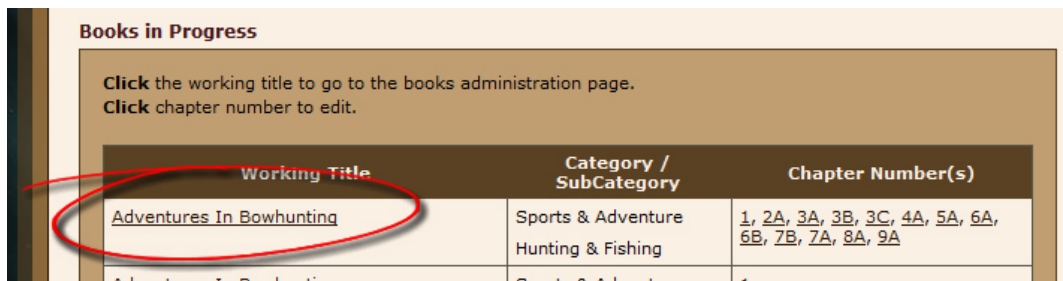 Books in Progress
Click the working title to go to the books administration page.
Click chapter number to edit.
Working Title
Category /
SubCategory
Chapter Number(s)
Adventures In Bowhunting
Sports & Adventure
Hunting & Fishing
1, 2A, 3A, 3B, 3C, 4A, 5A, 6A,
6B, 7B, 7A, 8A, 9A